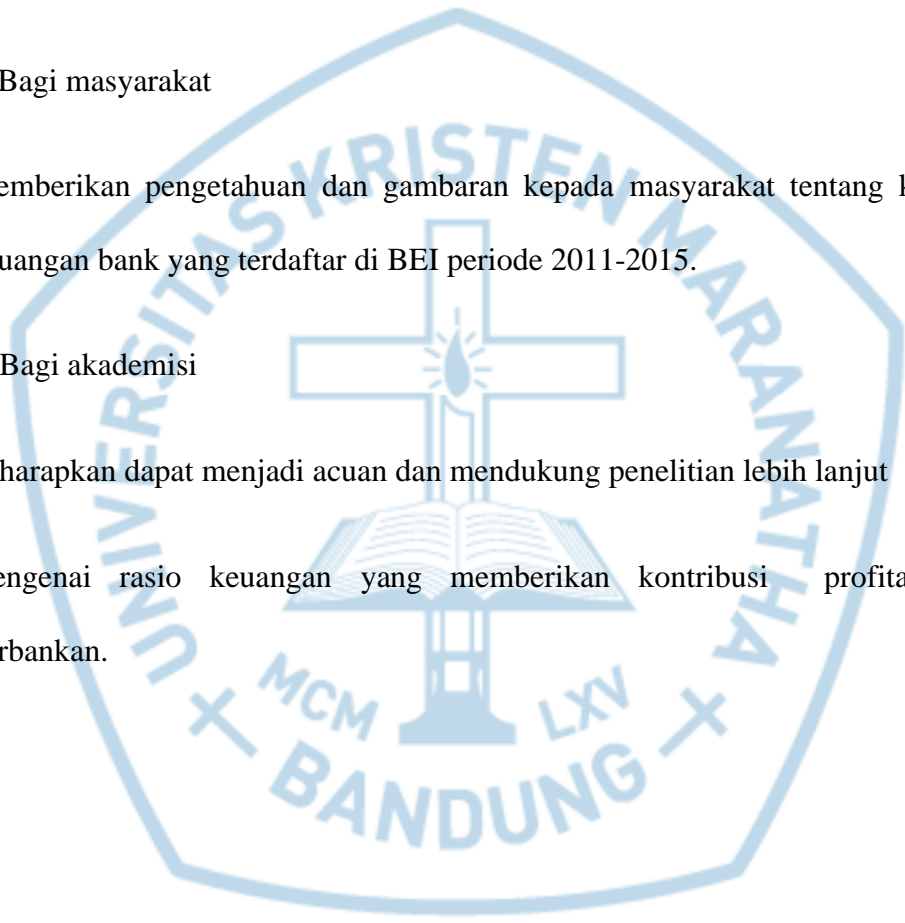 Bagi masyarakat
emberikan pengetahuan dan gambaran kepada masyarakat tentang k
uangan bank yang terdaftar di BEI periode 2011-2015.
Bagi akademisi
harapkan dapat menjadi acuan dan mendukung penelitian lebih lanjut
engenai rasio keuangan yang memberikan kontribusi profita
rbankan.
UNIVERSITAS KRISTEN MARANATHA
MCM LXV
BANDUNG